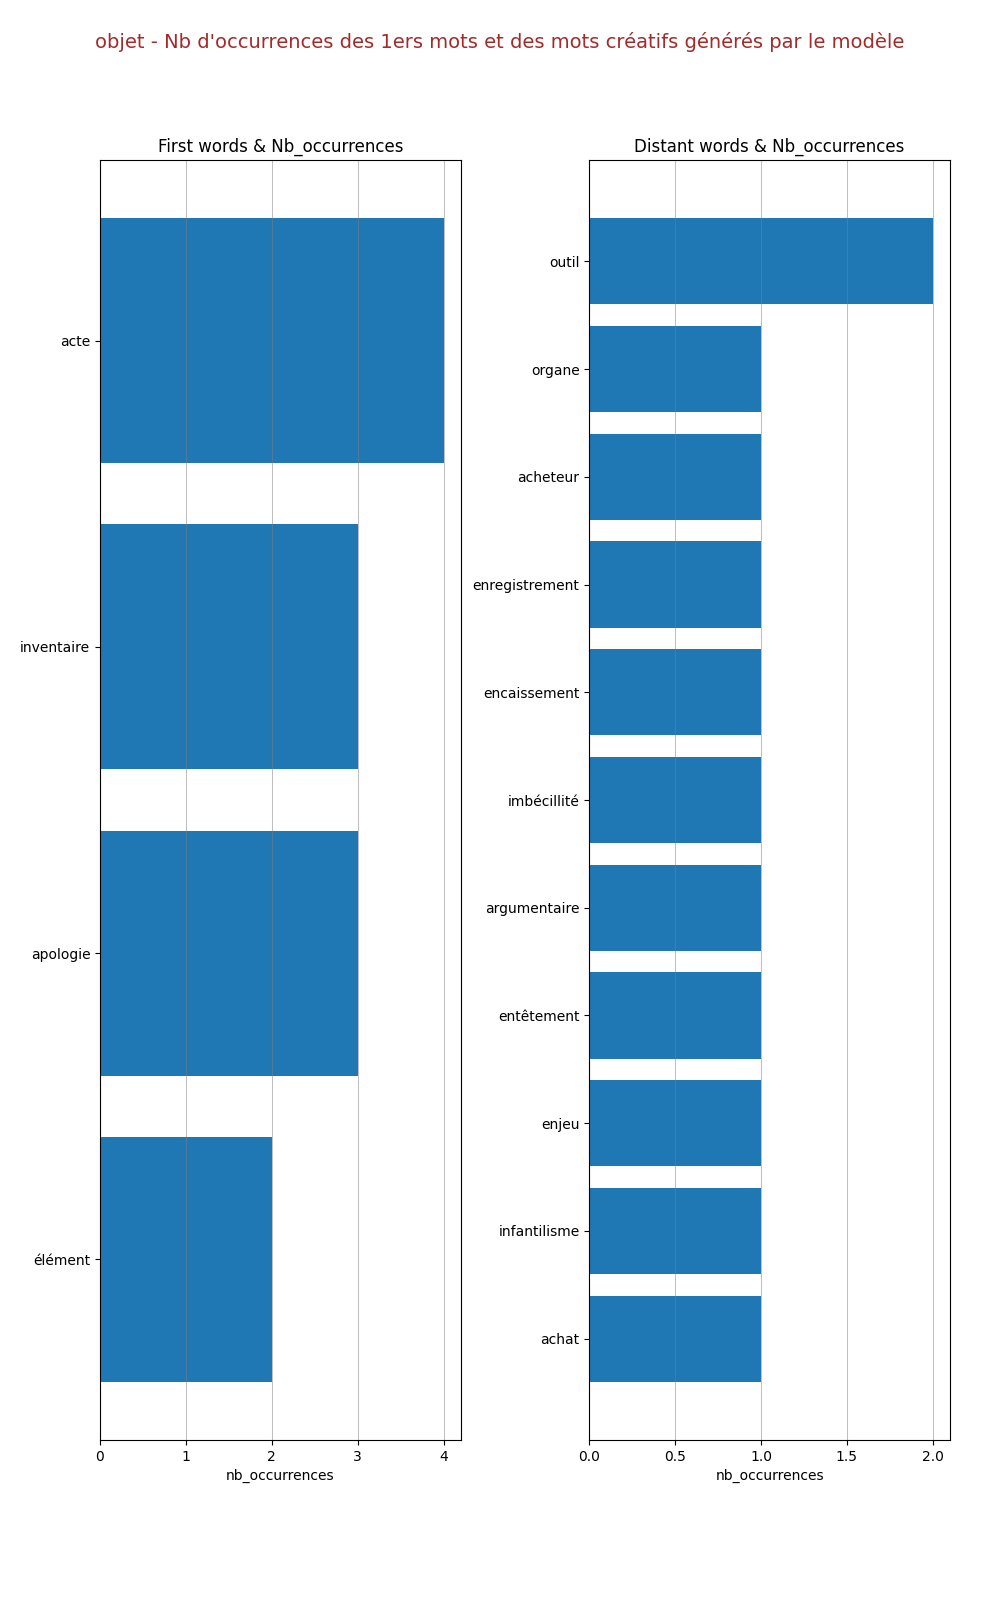 objet - Nb d'occurrences des 1ers mots et des mots créatifs générés par le modèle
First words & Nb_occurrences
acte
inventaire
apologie
élément
0 1 2 3 4
nb_occurrences
Distant words & Nb_occurrences
outil
organe
acheteur
enregistrement
encaissement
imbécillité
argumentaire
entêtement
enjeu
infantilisme
achat
0.0 0.5 1.0 1.5 2.0
nb_occurrences